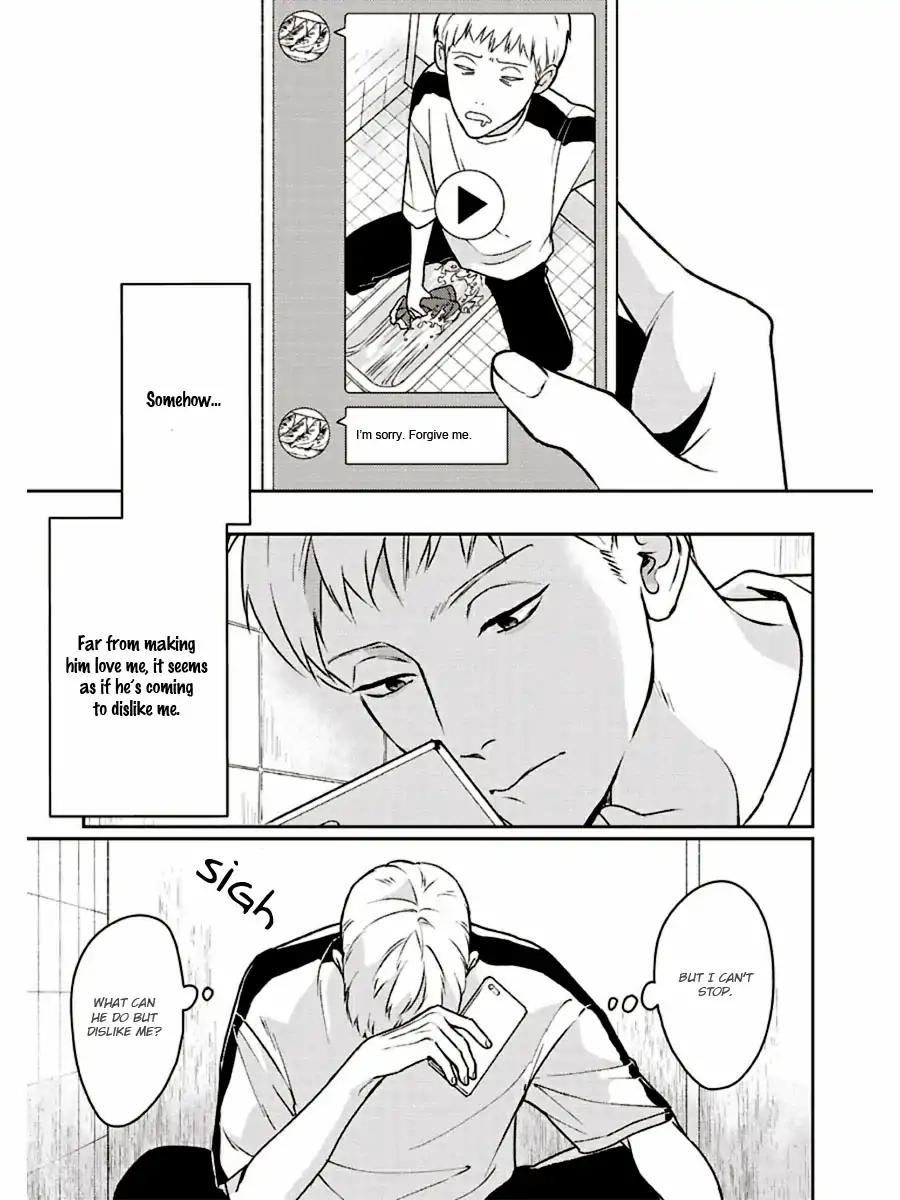 I'm sorry. Forgive me.
Somehow...
Far from making
him love me, it seems
as if he's coming
to dislike me.
SIGH
BUT I CAN'T
STOP.
WHAT CAN
HE DO BUT
DISLIKE ME?